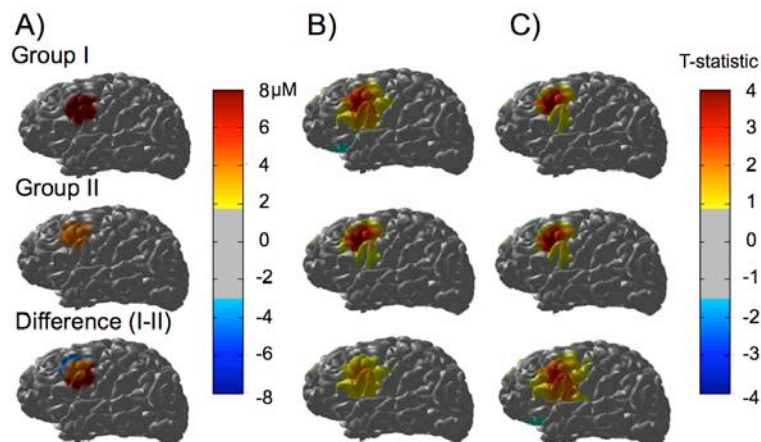 A)
B)
C)
Group I
T-statistic
8µM
6
4
2
0
-2
-4
-6
-8
4
3
2
1
0
-1
-2
-3
-4
Group II
Difference (I-II)